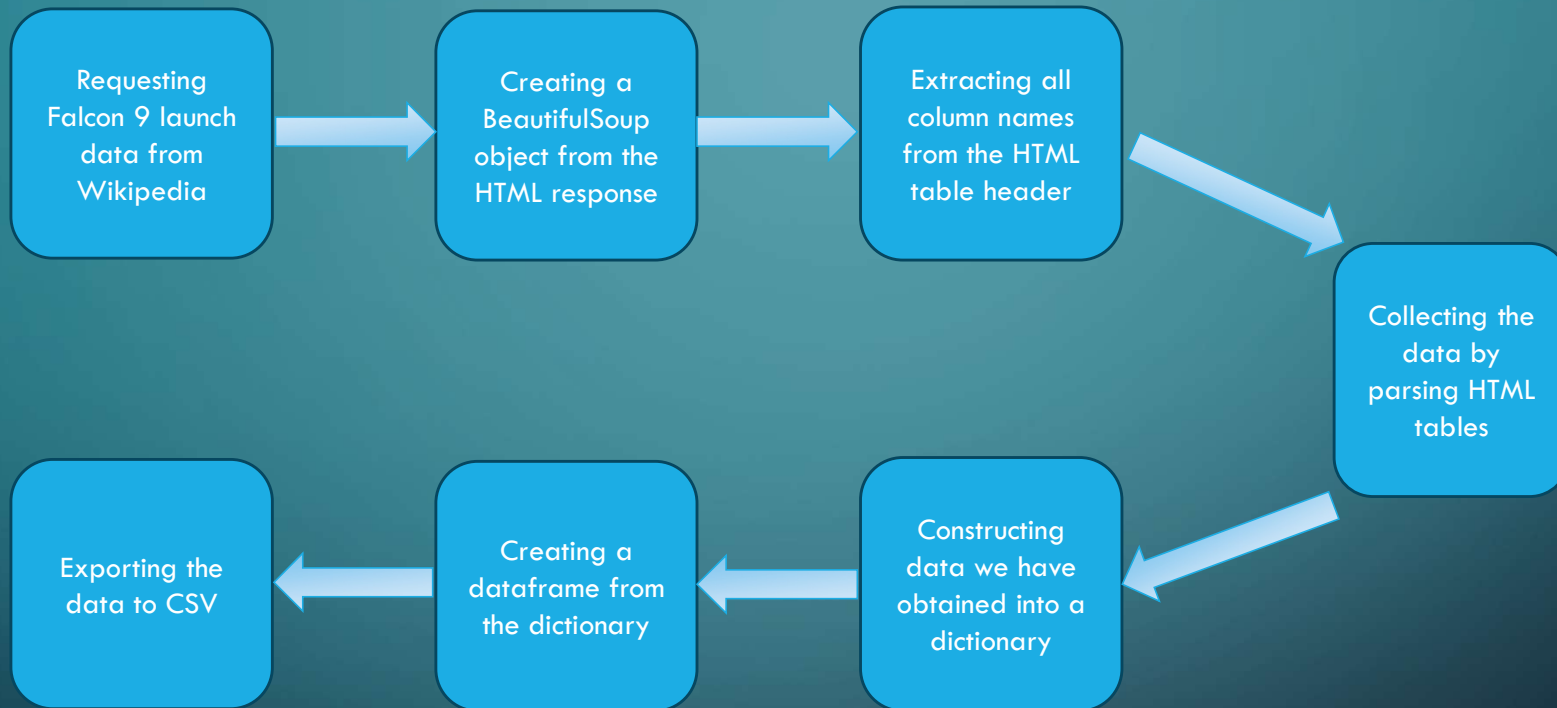 Requesting
Falcon 9 launch
data from
Wikipedia
Creating a
BeautifulSoup
object from the
HTML response
Extracting all
column names
from the HTML
table header
Collecting the
data by
parsing HTML
tables
Constructing
data we have
obtained into a
dictionary
Creating a
dataframe from
the dictionary
Exporting the
data to CSV